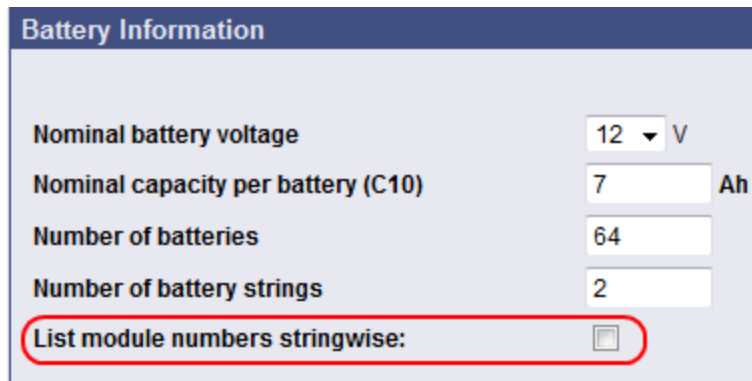 Battery Information
Nominal battery voltage 12 V
Nominal capacity per battery (C10) 7 Ah
Number of batteries 64
Number of battery strings 2
List module numbers stringwise: